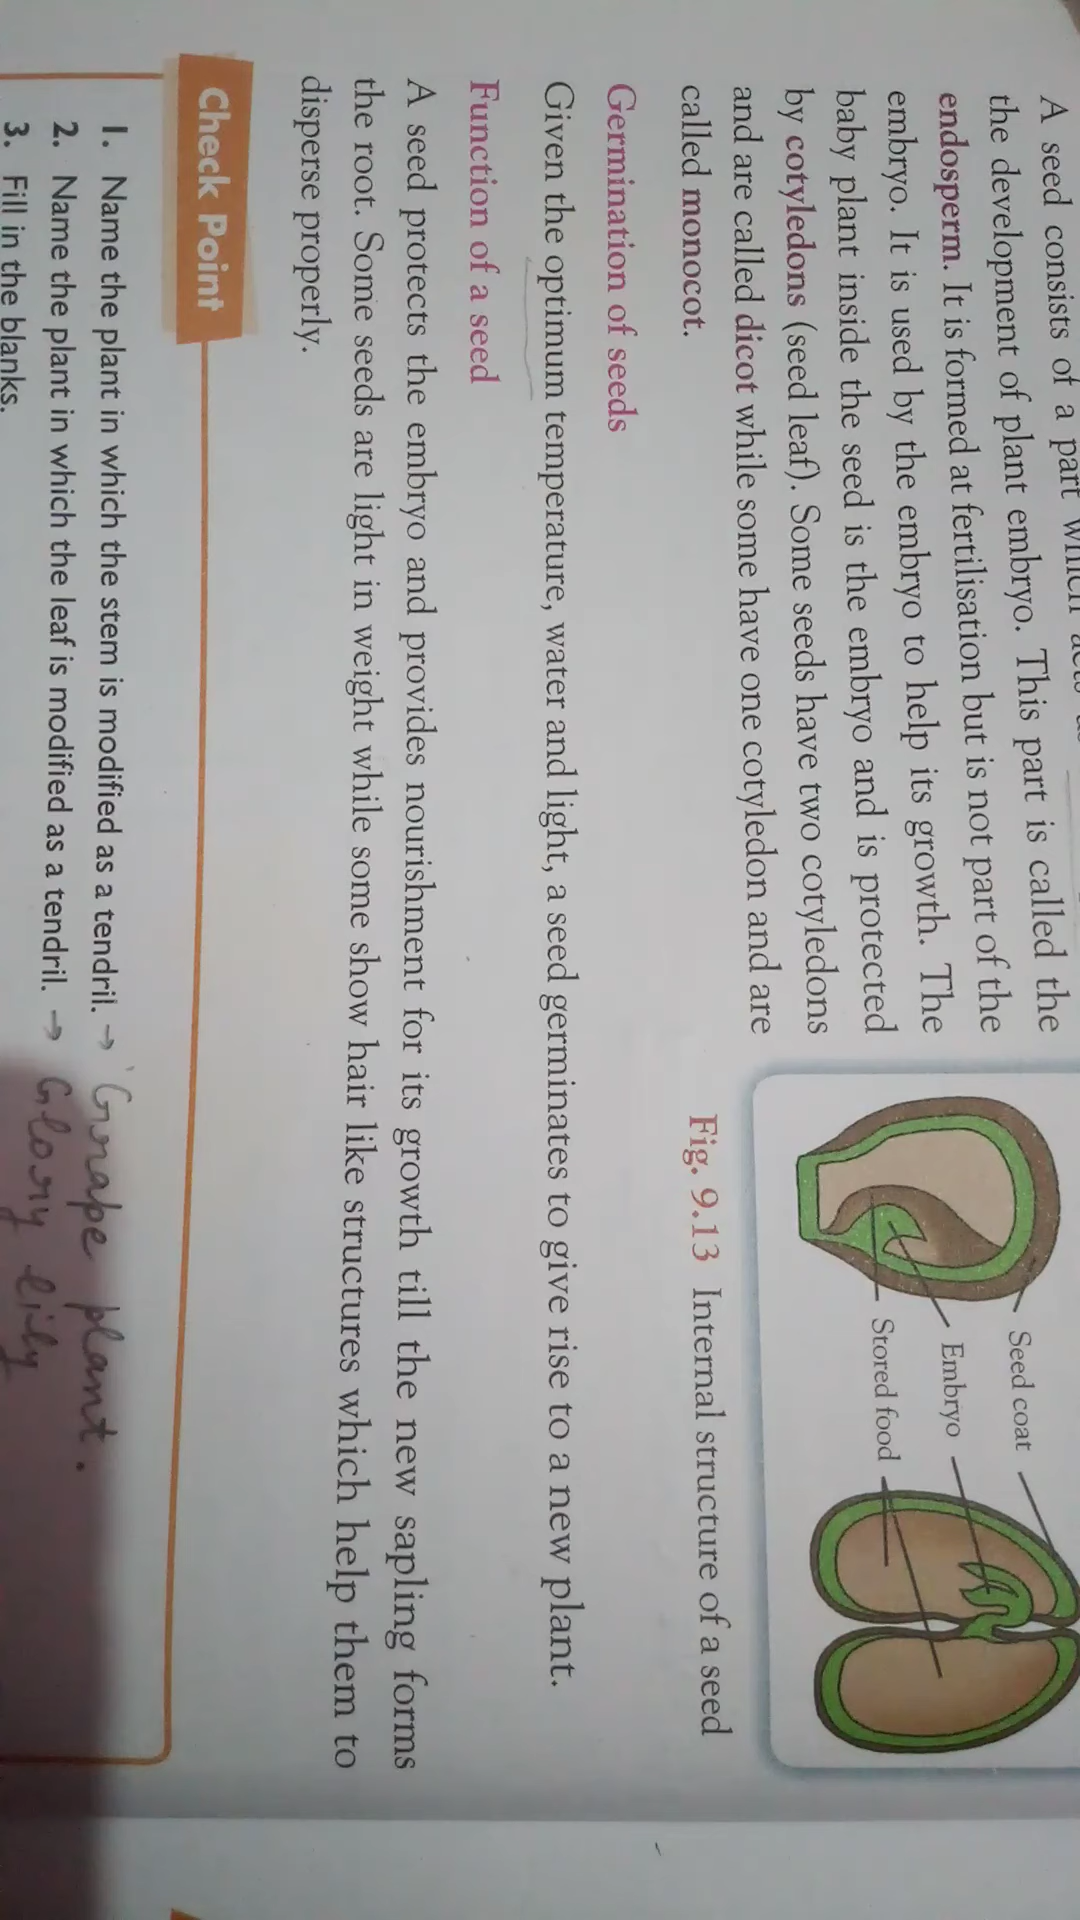 A seed consists of a part which acts
the development of plant embryo. This part is called the
endosperm. It is formed at fertilisation but is not part of the
embryo. It is used by the embryo to help its growth. The
baby plant inside the seed is the embryo and is protected
by cotyledons (seed leaf). Some seeds have two cotyledons
and are called dicot while some have one cotyledon and are
called monocot.
Seed coat
Embryo
Stored food
Fig. 9.13 Internal structure of a seed
Germination of seeds
Given the optimum temperature, water and light, a seed germinates to give rise to a new plant.
Function of a seed
A seed protects the embryo and provides nourishment for its growth till the new sapling forms
the root. Some seeds are light in weight while some show hair like structures which help them to
disperse properly.
Check Point
1. Name the plant in which the stem is modified as a tendril. → Grape plant.
2. Name the plant in which the leaf is modified as a tendril. → Glory lily
3. Fill in the blanks.